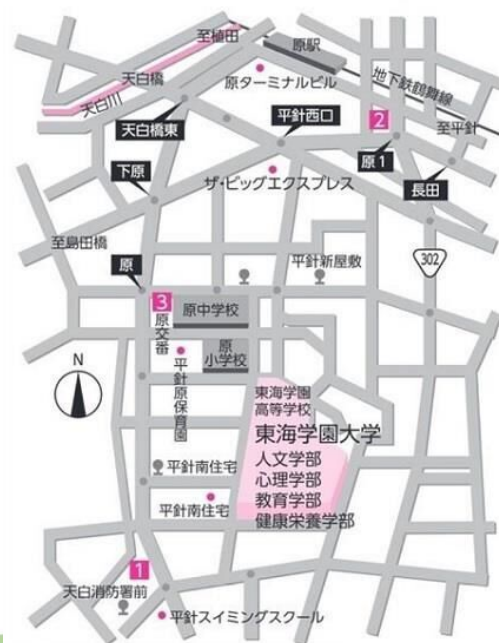 至植田
原駅
地下鉄鶴舞線
天白橋
原ターミナルビル
天白川
至平針
天白橋東
平針西口
2
原1
下原
ザ・ビッグエクスプレス
長田
至島田橋
302
原
平針新屋敷
3
原交番
原中学校
原
小学校
N
平針原保育園
東海学園
高等学校
東海学園大学
人文学部
心理学部
教育学部
健康栄養学部
平針南住宅
平針南住宅
1
天白消防署前
平針スイミングスクール